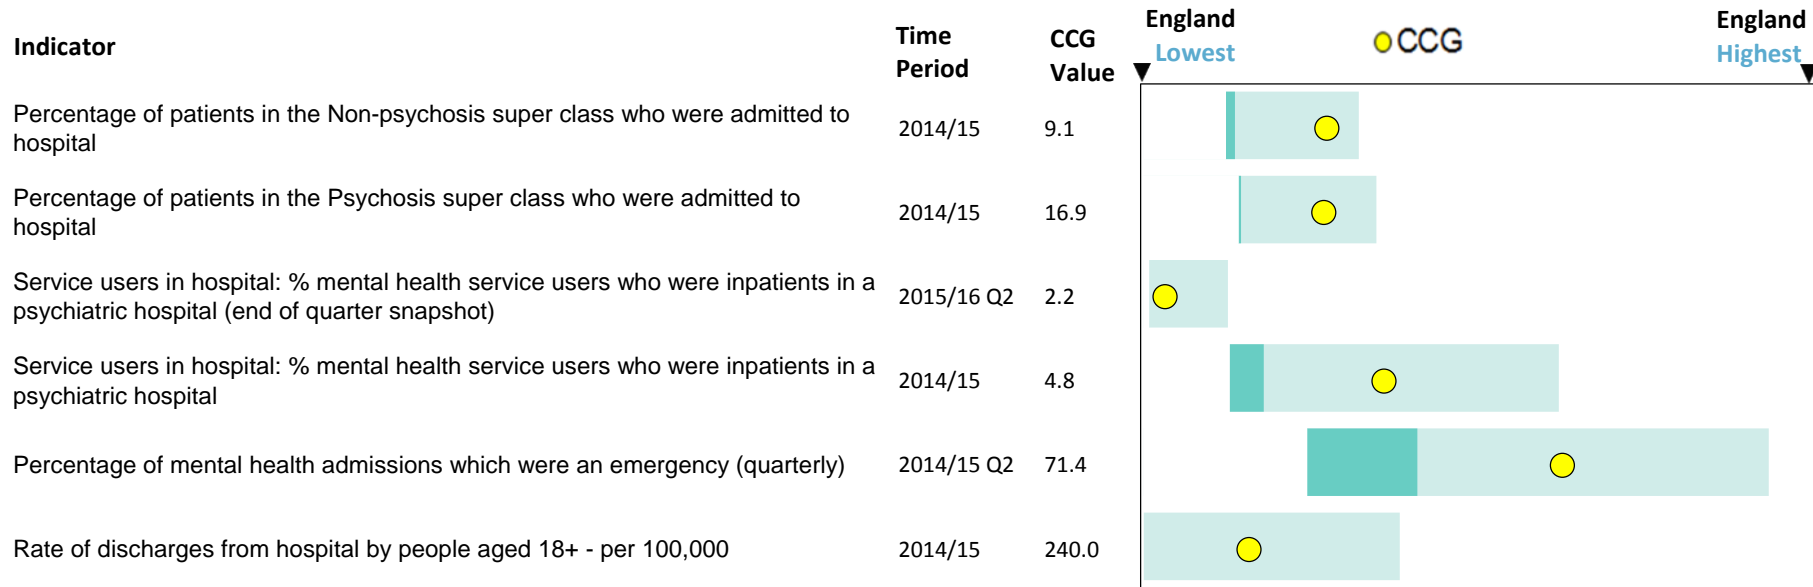 Indicator
Time Period
CCG Value
England Lowest
CCG
England Highest
Percentage of patients in the Non-psychosis super class who were admitted to
hospital
2014/15
9.1
Percentage of patients in the Psychosis super class who were admitted to
hospital
2014/15
16.9
Service users in hospital: % mental health service users who were inpatients in a
psychiatric hospital (end of quarter snapshot)
2015/16 Q2
2.2
Service users in hospital: % mental health service users who were inpatients in a
psychiatric hospital
2014/15
4.8
Percentage of mental health admissions which were an emergency (quarterly)
2014/15 Q2
71.4
Rate of discharges from hospital by people aged 18+ - per 100,000
2014/15
240.0